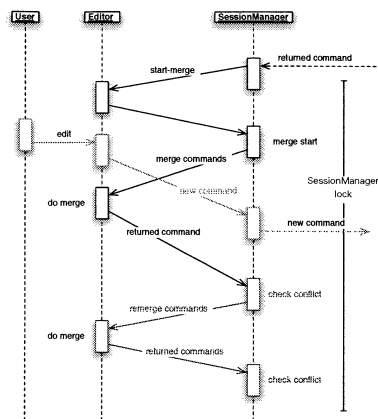 User
Editor
SessionManager
returned command
start-merge
edit
merge start
merge commands
SessionManager
lock
new command
do merge
new command
returned command
check conflict
remerge commands
do merge
returned commands
check conflict